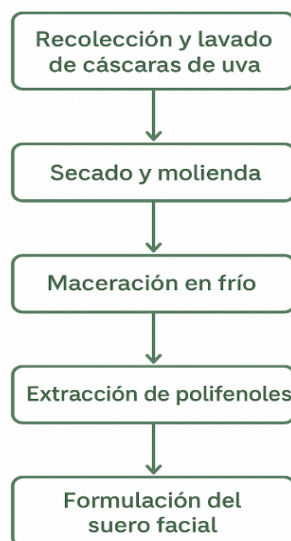 Recolección y lavado
de cáscaras de uva
Secado y molienda
Maceración en frío
Extracción de polifenoles
Formulación del
suero facial